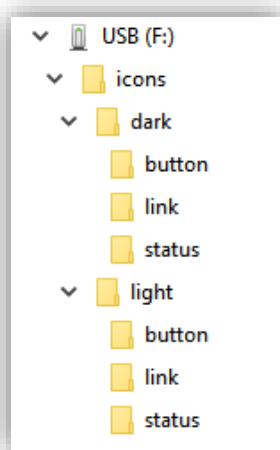 USB (F:)
icons
dark
button
link
status
light
button
link
status